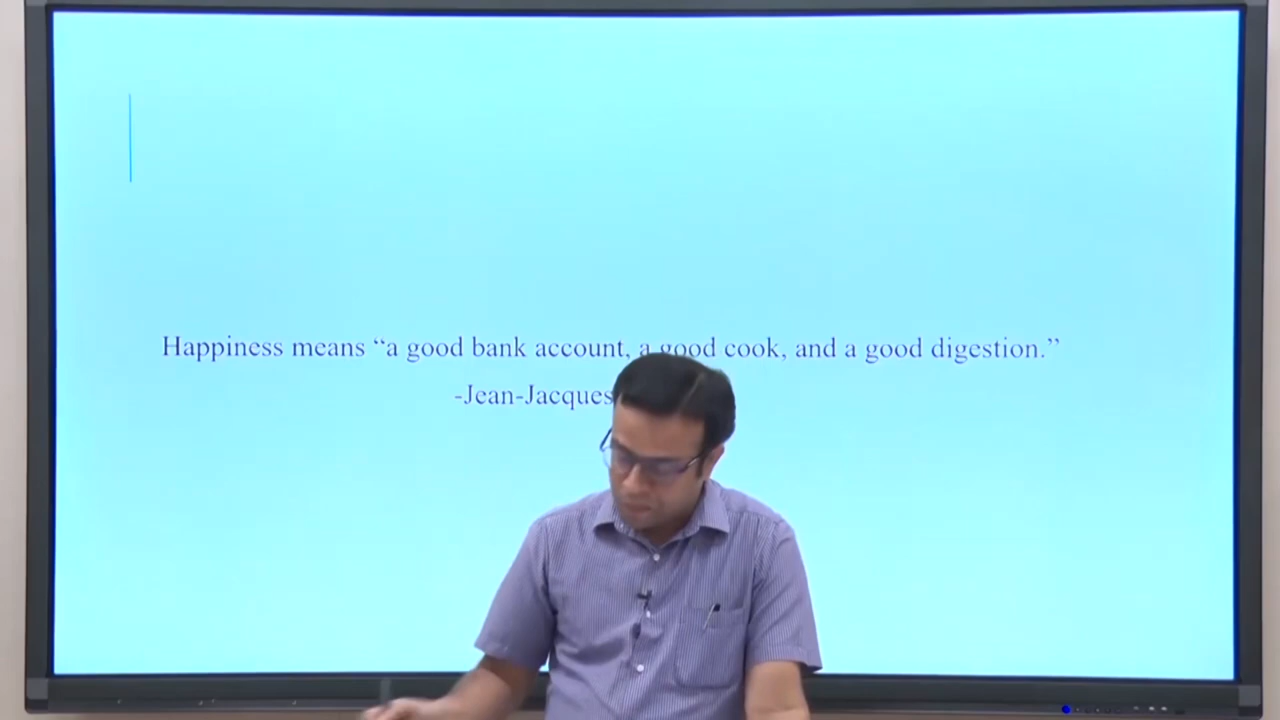 Happiness means “a good bank account, a good cook, and a good digestion.”
-Jean-Jacques